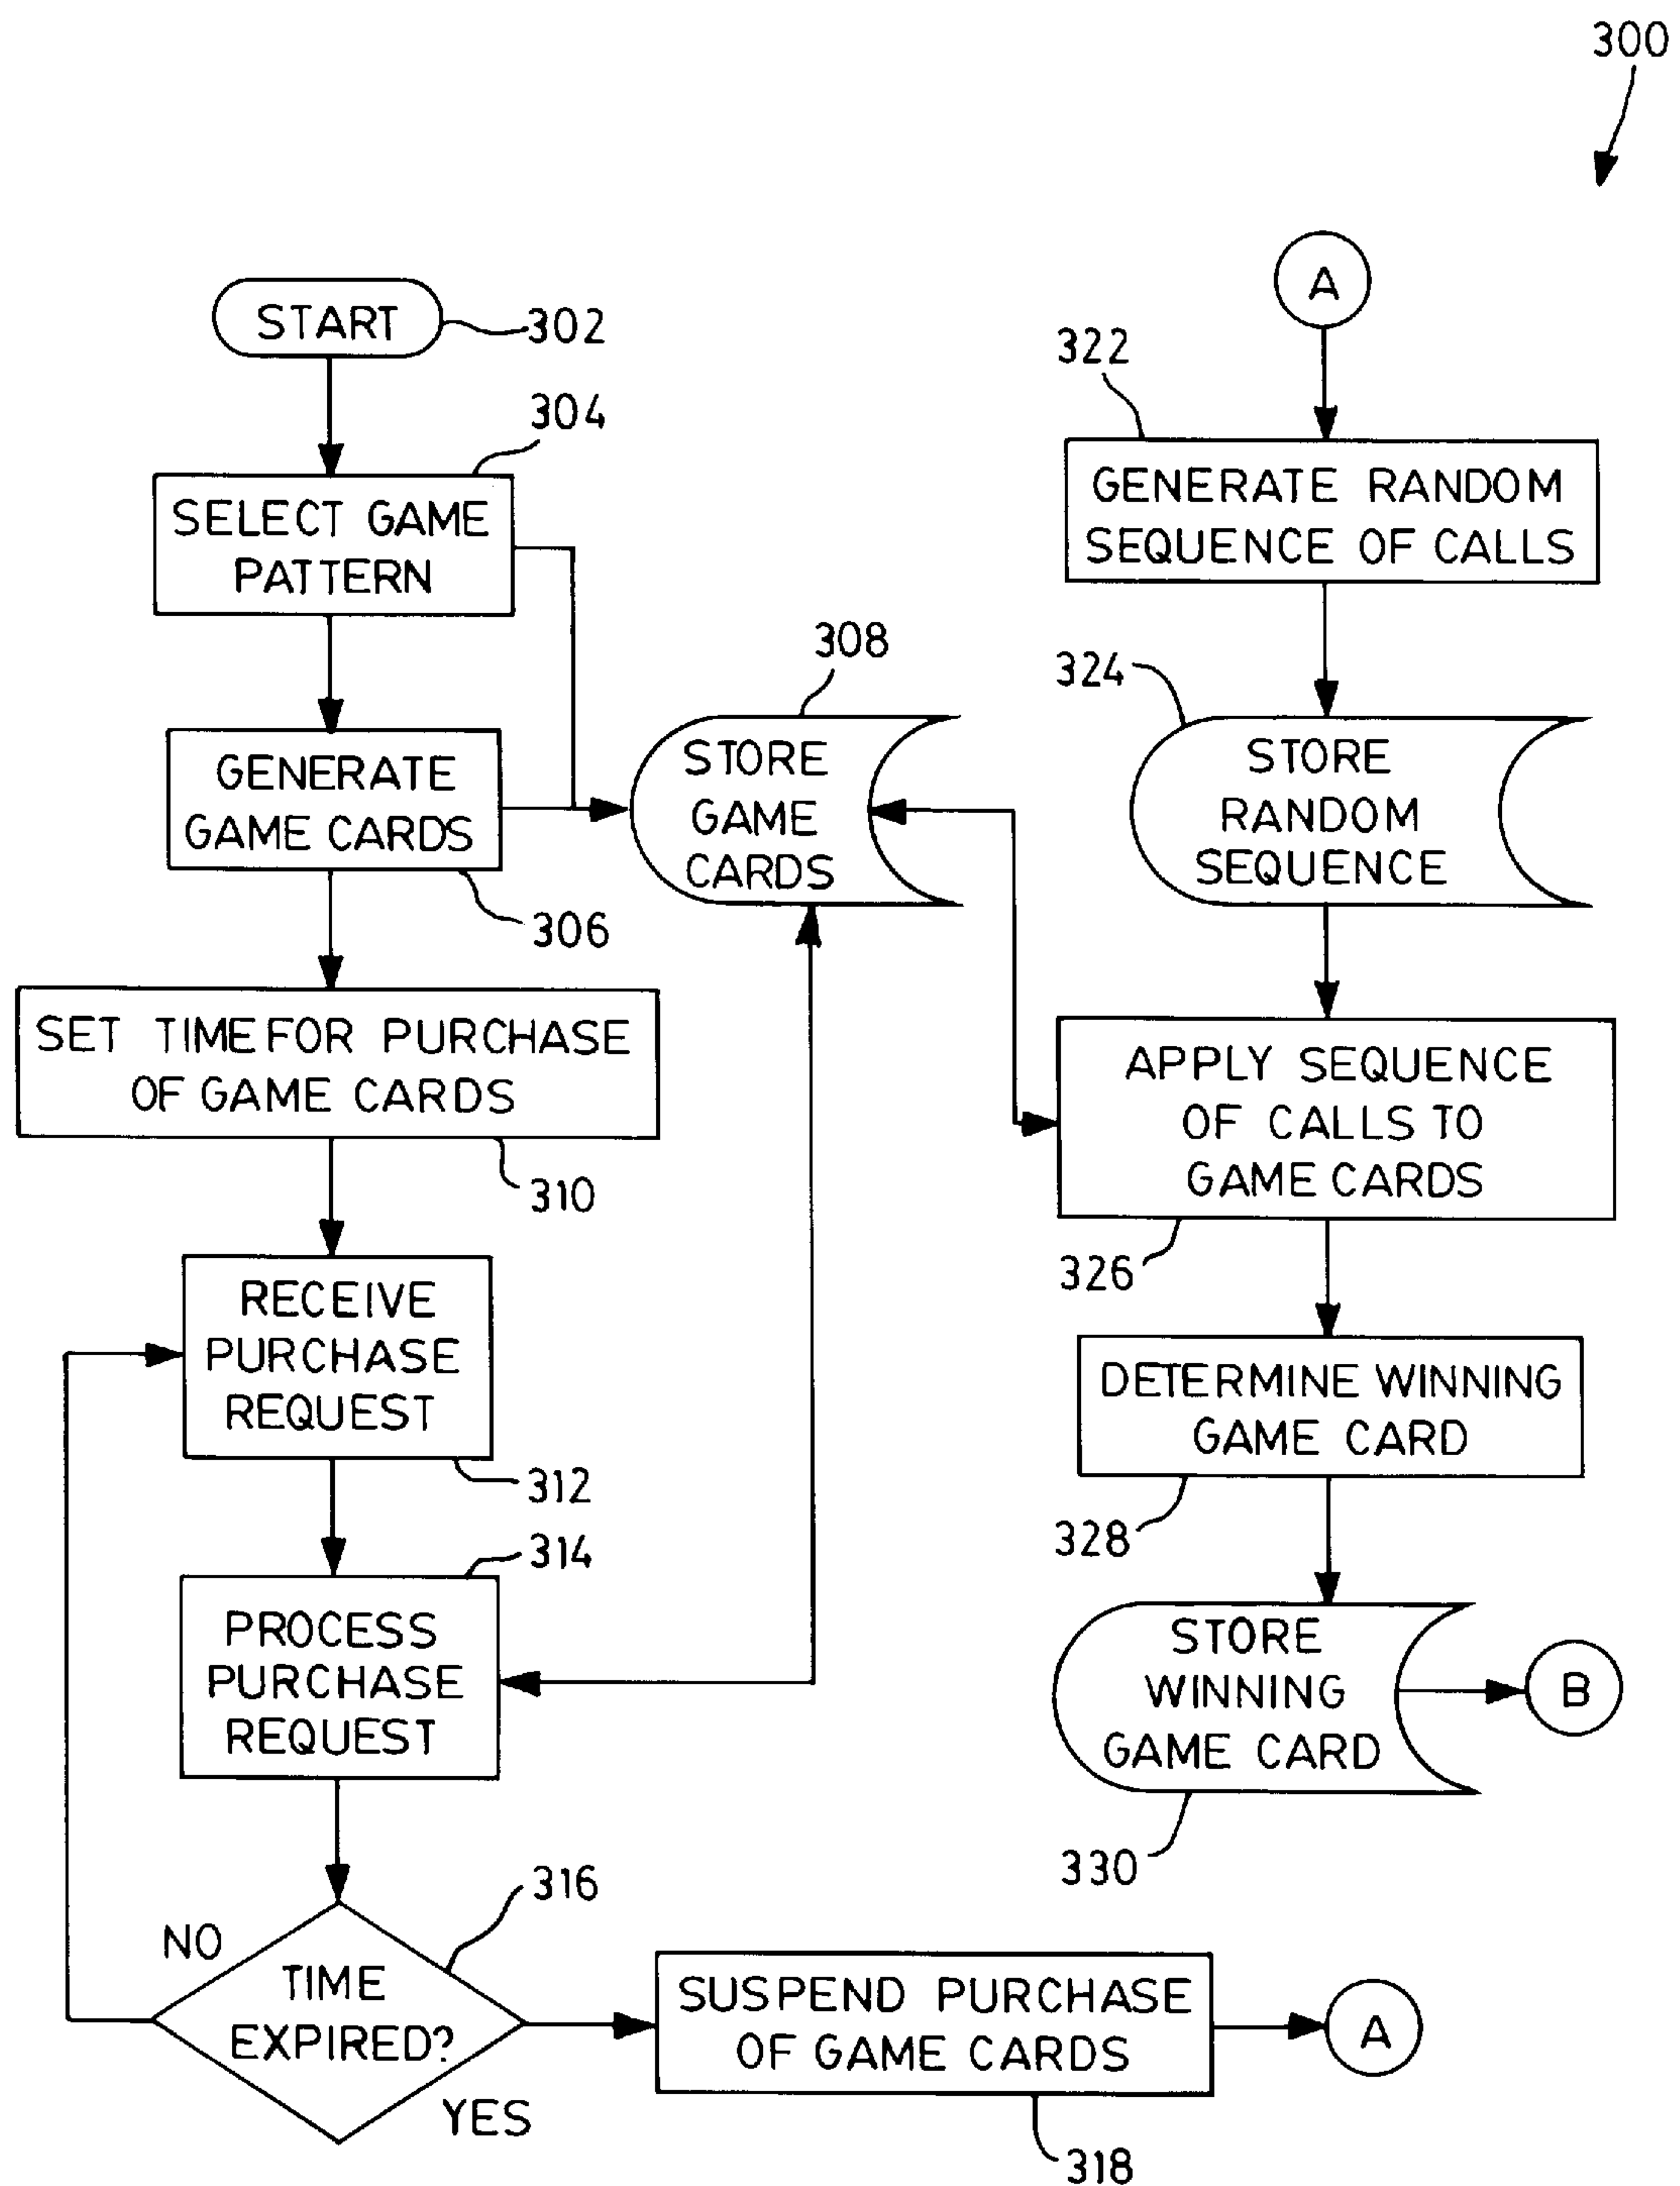 300
START
302
304
SELECT GAME
PATTERN
GENERATE
GAME CARDS
306
308
STORE
GAME
CARDS
SET TIME FOR PURCHASE
OF GAME CARDS
310
RECEIVE
PURCHASE
REQUEST
312
314
PROCESS
PURCHASE
REQUEST
316
NO
TIME
EXPIRED?
YES
SUSPEND PURCHASE
OF GAME CARDS
318
A
A
322
GENERATE RANDOM
SEQUENCE OF CALLS
324
STORE
RANDOM
SEQUENCE
APPLY SEQUENCE
OF CALLS TO
GAME CARDS
326
DETERMINE WINNING
GAME CARD
328
STORE
WINNING
GAME CARD
330
B